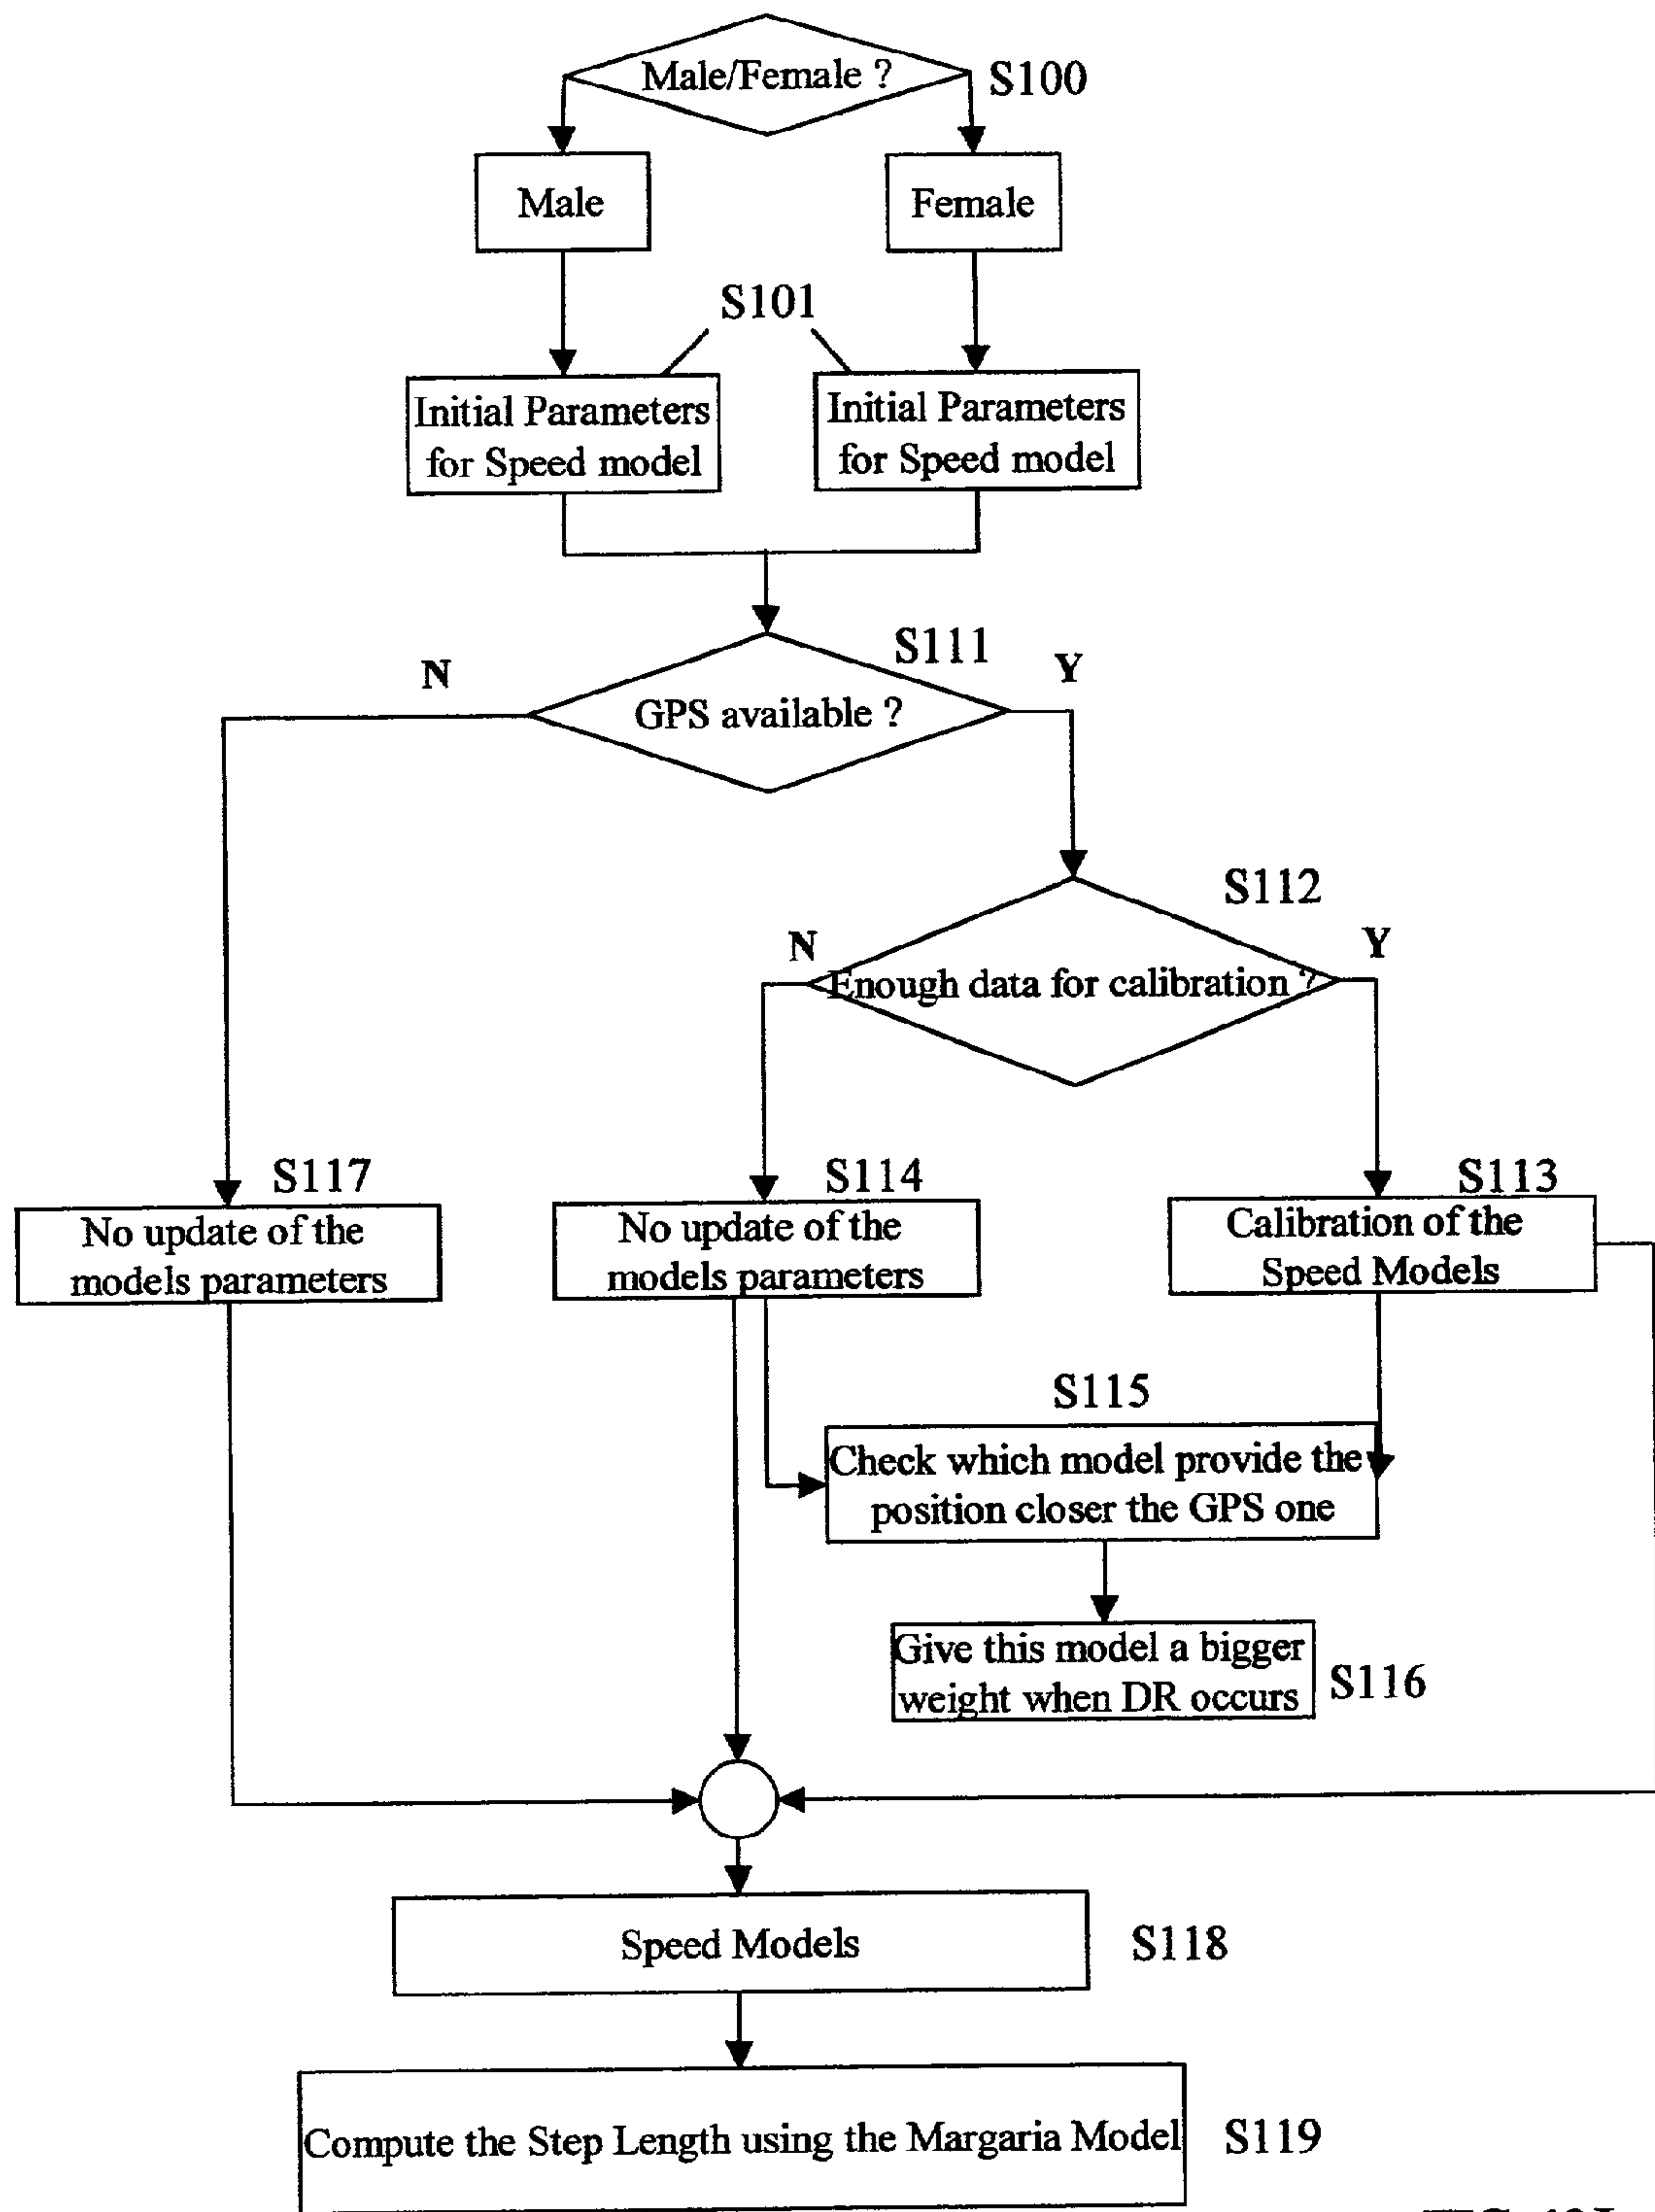 Male/Female ?
S100
Male
Female
S101
Initial Parameters
for Speed model
Initial Parameters
for Speed model
S111
N
Y
GPS available ?
S112
N
Y
Enough data for calibration ?
S117
S114
S113
No update of the
models parameters
No update of the
models parameters
Calibration of the
Speed Models
S115
Check which model provide the
position closer the GPS one
Give this model a bigger
weight when DR occurs
S116
Speed Models
S118
Compute the Step Length using the Margaria Model
S119